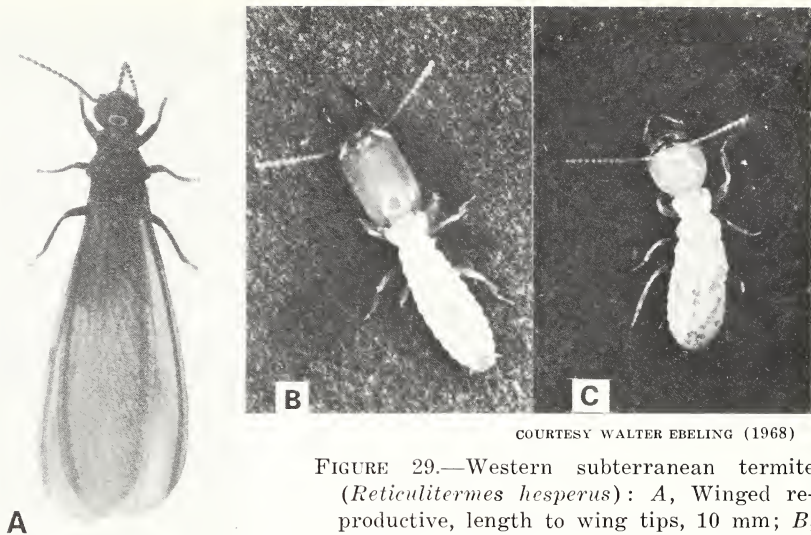 A
B
C
COURTESY WALTER EBELING (1968)
FIGURE 29.—Western subterranean termite
(Reticulitermes hesperus): A, Winged re-
productive, length to wing tips, 10 mm; B